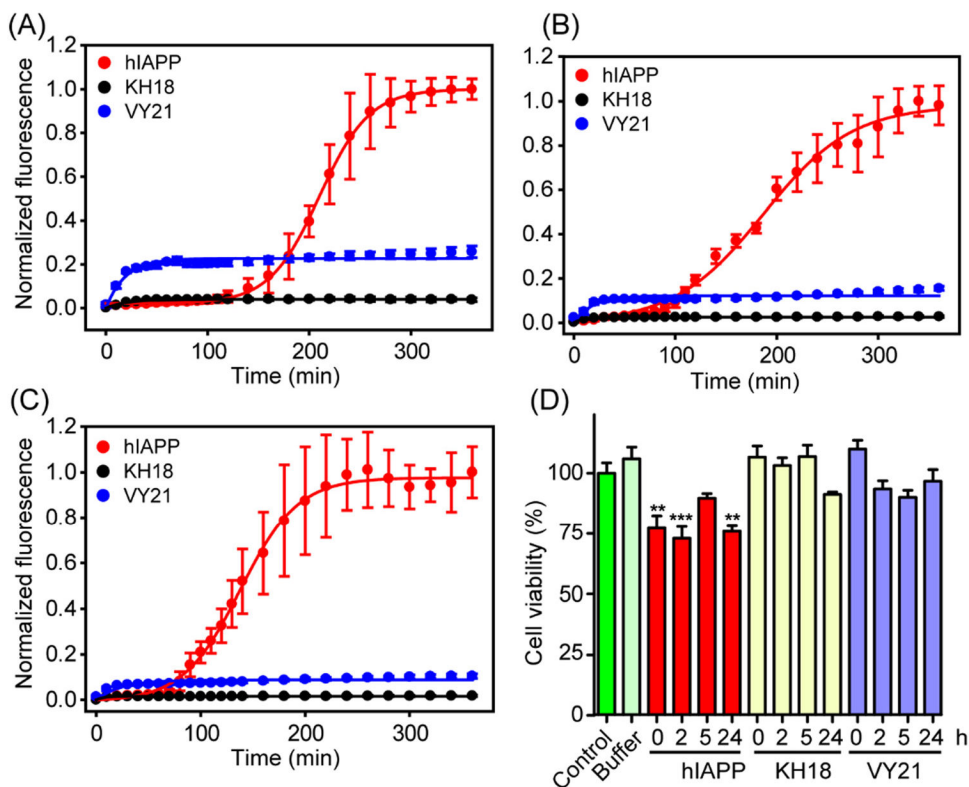 (A)
hIAPP
KH18
VY21
Normalized fluorescence
1.2
1.0
0.8
0.6
0.4
0.2
0.0
0 100 200 300
Time (min)
(B)
hIAPP
KH18
VY21
1.2
1.0
0.8
0.6
0.4
0.2
0.0
0 100 200 300
Time (min)
(C)
hIAPP
KH18
VY21
Normalized fluorescence
1.2
1.0
0.8
0.6
0.4
0.2
0.0
0 100 200 300
Time (min)
(D)
Cell viability (%)
100
75
50
25
0
** *** **
Control Buffer 0 2 5 24 0 2 5 24 0 2 5 24 h
hIAPP KH18 VY21